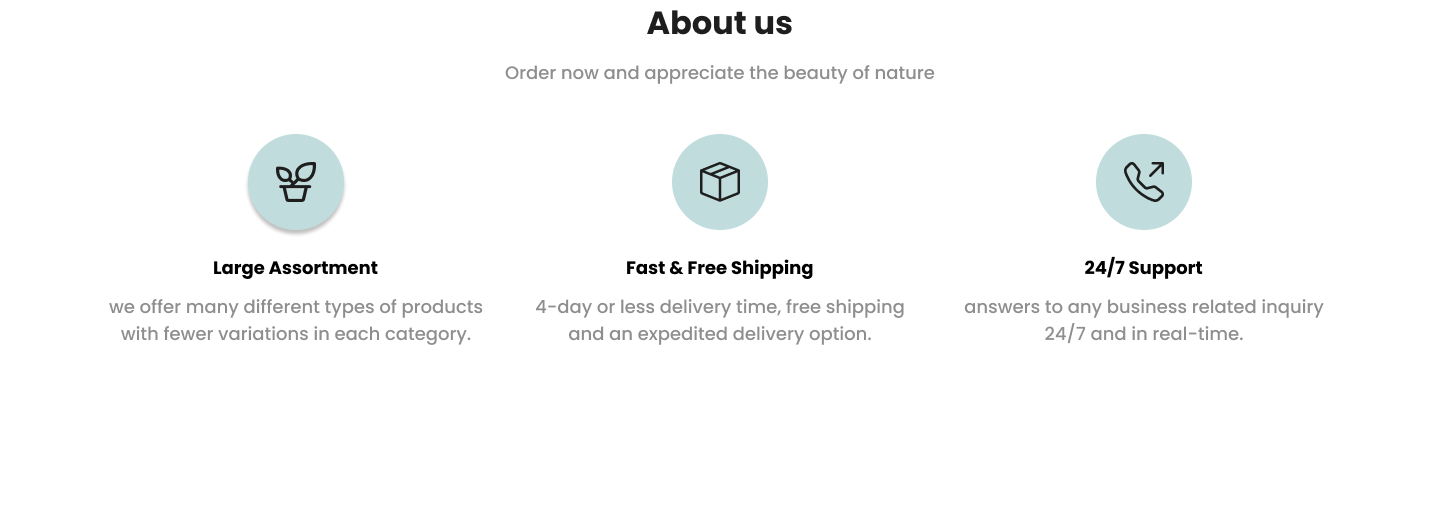 About us
Order now and appreciate the beauty of nature
Large Assortment
we offer many different types of products
with fewer variations in each category.
Fast & Free Shipping
4-day or less delivery time, free shipping
and an expedited delivery option.
24/7 Support
answers to any business related inquiry
24/7 and in real-time.